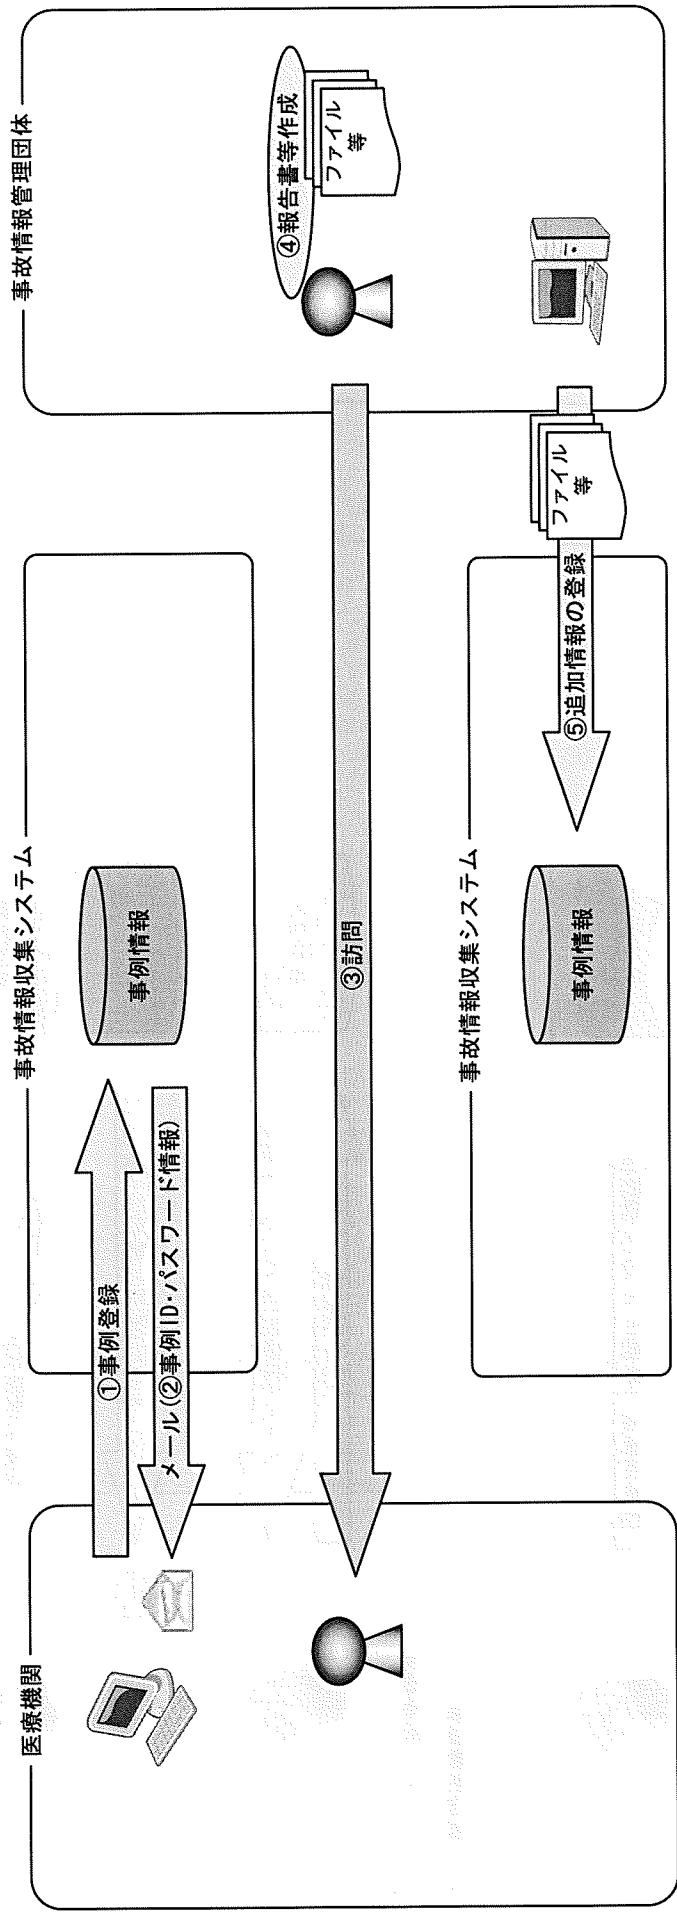 医療機関
①事例登録
メール(②事例ID・パスワード情報)
事故情報収集システム
事例情報
③訪問
事故情報収集システム
事例情報
⑤追加情報の登録
ファイル
等
事故情報管理団体
④報告書等作成
ファイル
等